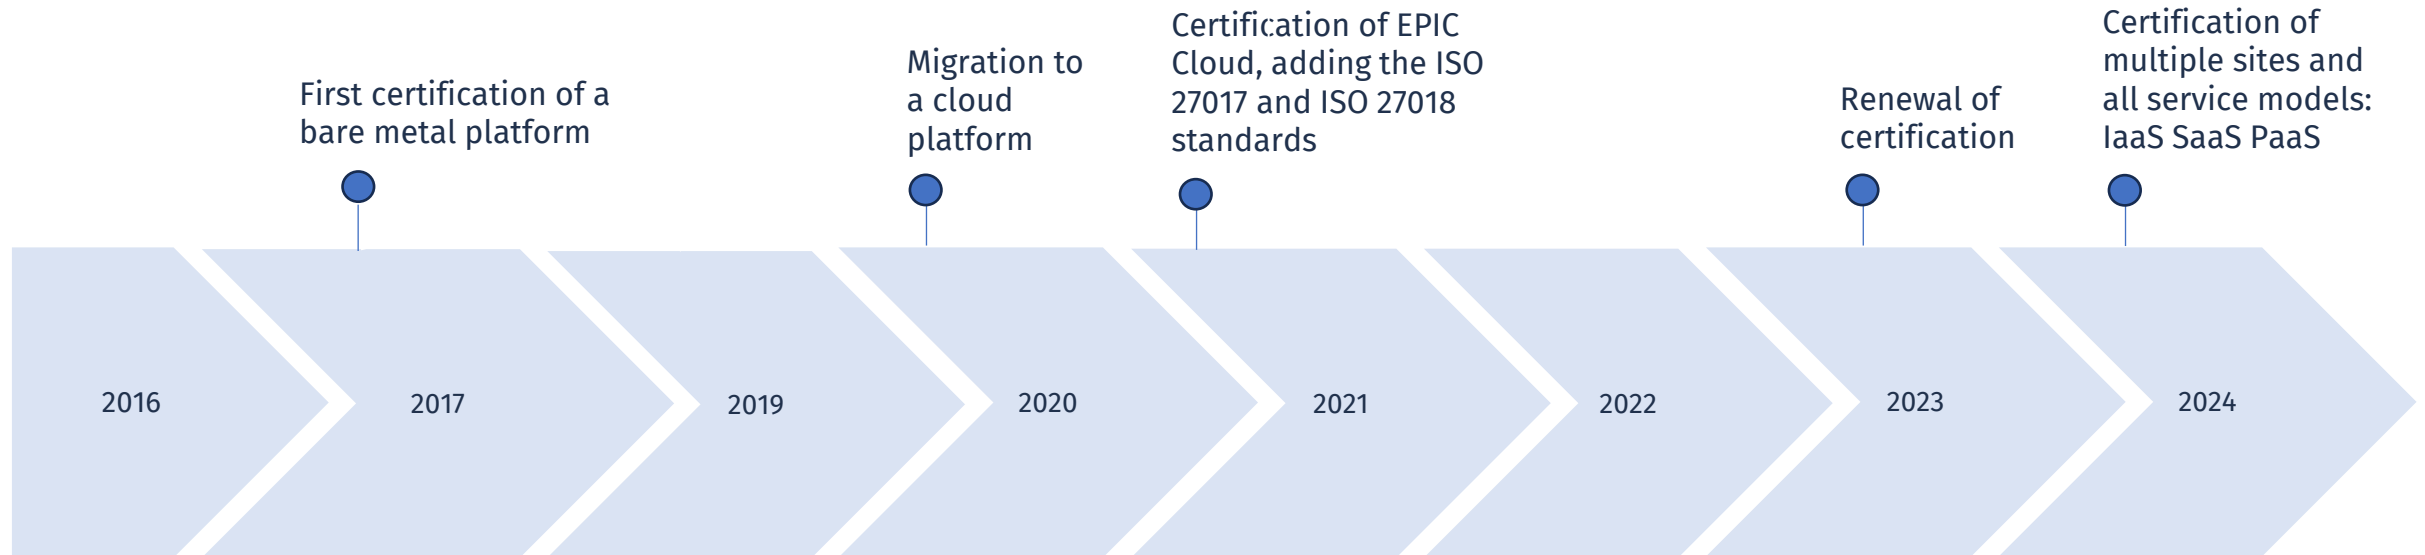 First certification of a
bare metal platform
Migration to
a cloud
platform
Certification of EPIC
Cloud, adding the ISO
27017 and ISO 27018
standards
Renewal of
certification
Certification of
multiple sites and
all service models:
IaaS SaaS PaaS
2016
2017
2019
2020
2021
2022
2023
2024